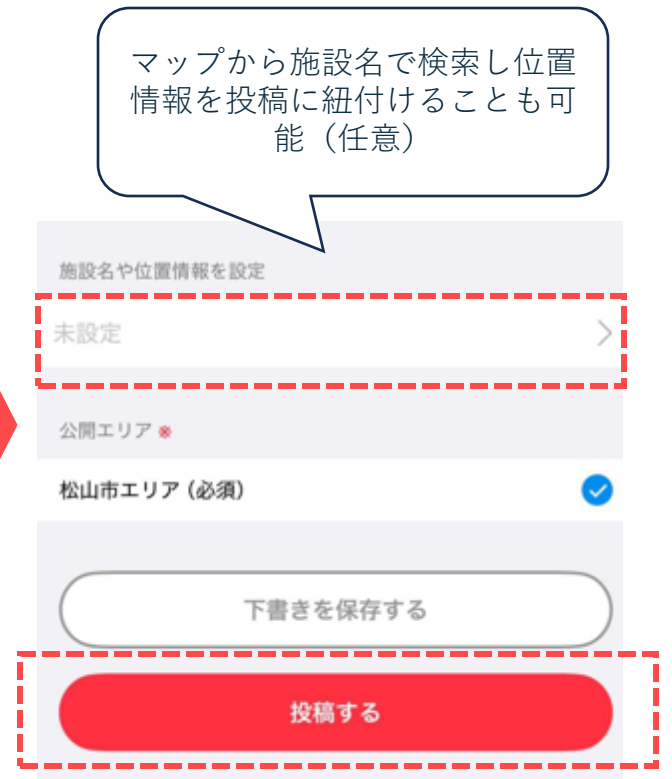 マップから施設名で検索し位置
情報を投稿に紐付けることも可
能（任意）
施設名や位置情報を設定
未設定
公開エリア ※
松山市エリア (必須)
下書きを保存する
投稿する